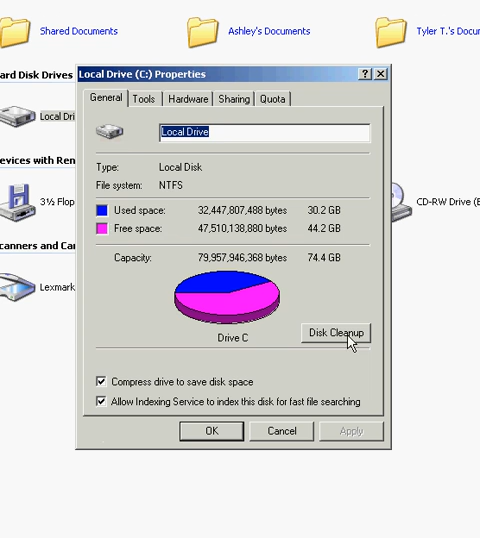 Shared Documents
Ashley's Documents
Tyler T.'s Docu
ard Disk Drives
Local Dri
evices with Ren
3½ Flop
CD-RW Drive (E
canners and Car
Lexmark
Local Drive (C:) Properties
General Tools Hardware Sharing Quota
Local Drive
Type: Local Disk
File system: NTFS
Used space: 32,447,807,488 bytes 30.2 GB
Free space: 47,510,138,880 bytes 44.2 GB
Capacity: 79,957,946,368 bytes 74.4 GB
Drive C
Disk Cleanup
Compress drive to save disk space
Allow Indexing Service to index this disk for fast file searching
OK Cancel Apply